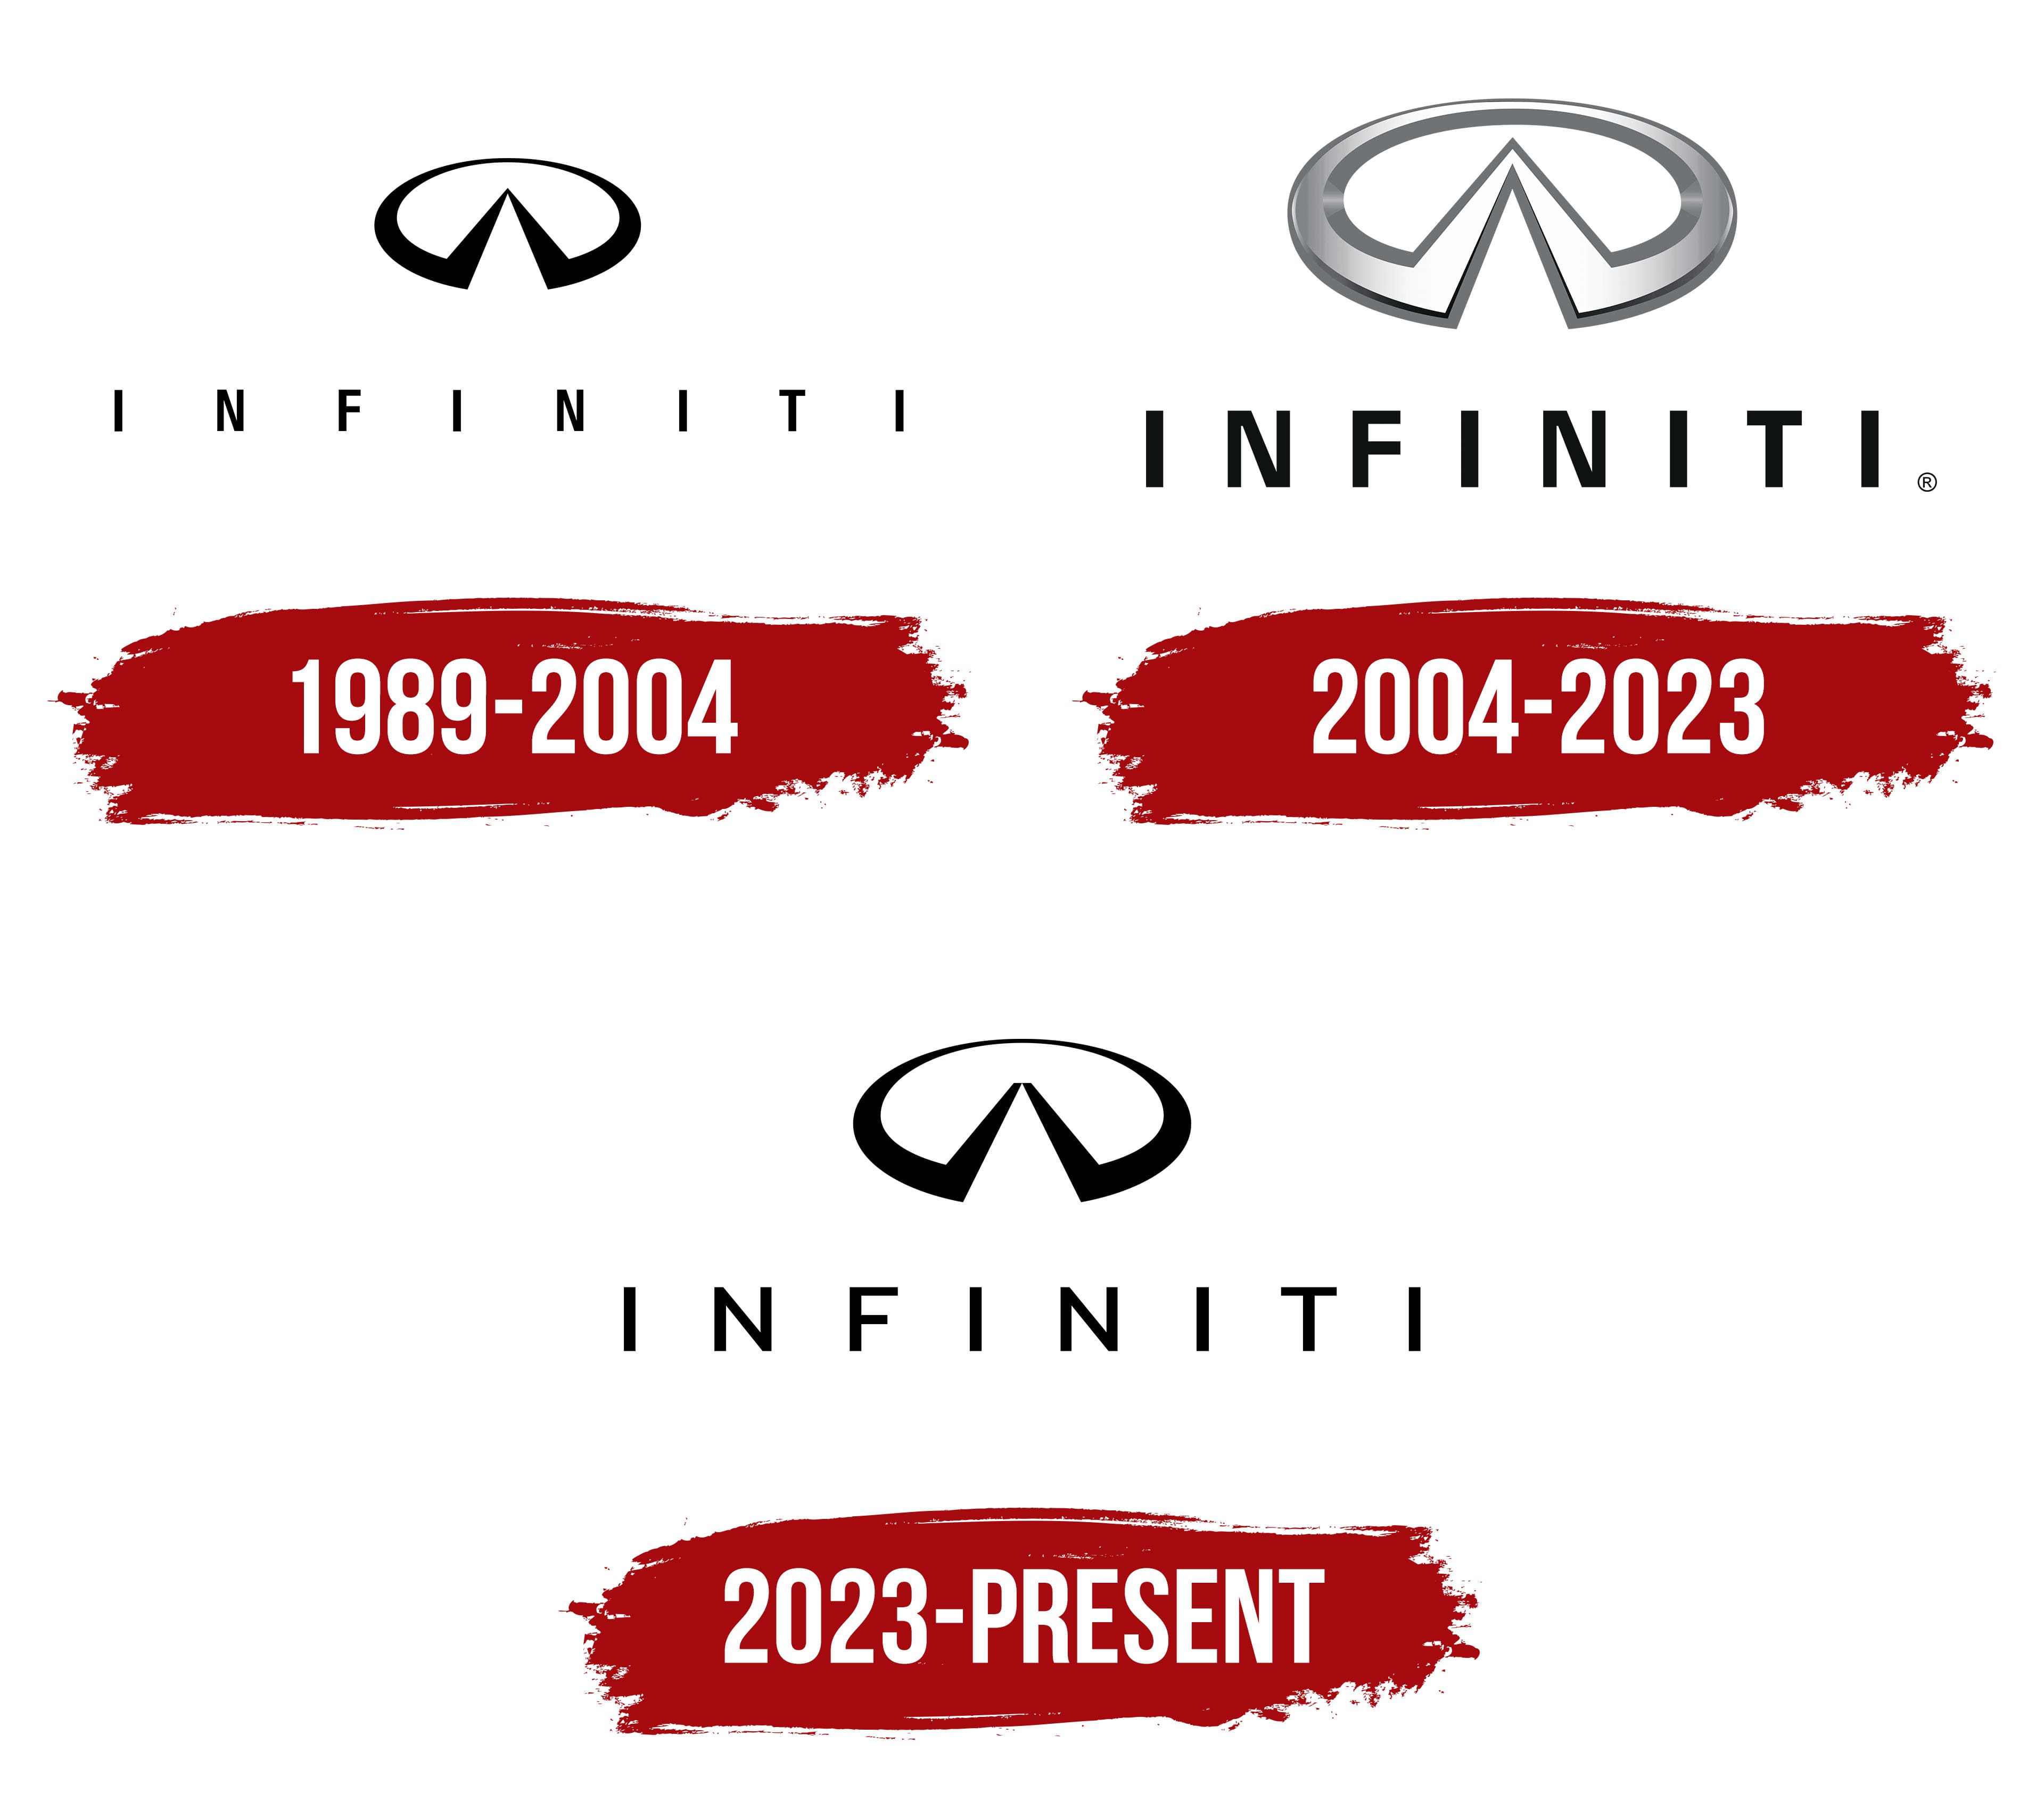 INFINITI
INFINITI®
1989-2004
2004-2023
INFINITI
2023-PRESENT